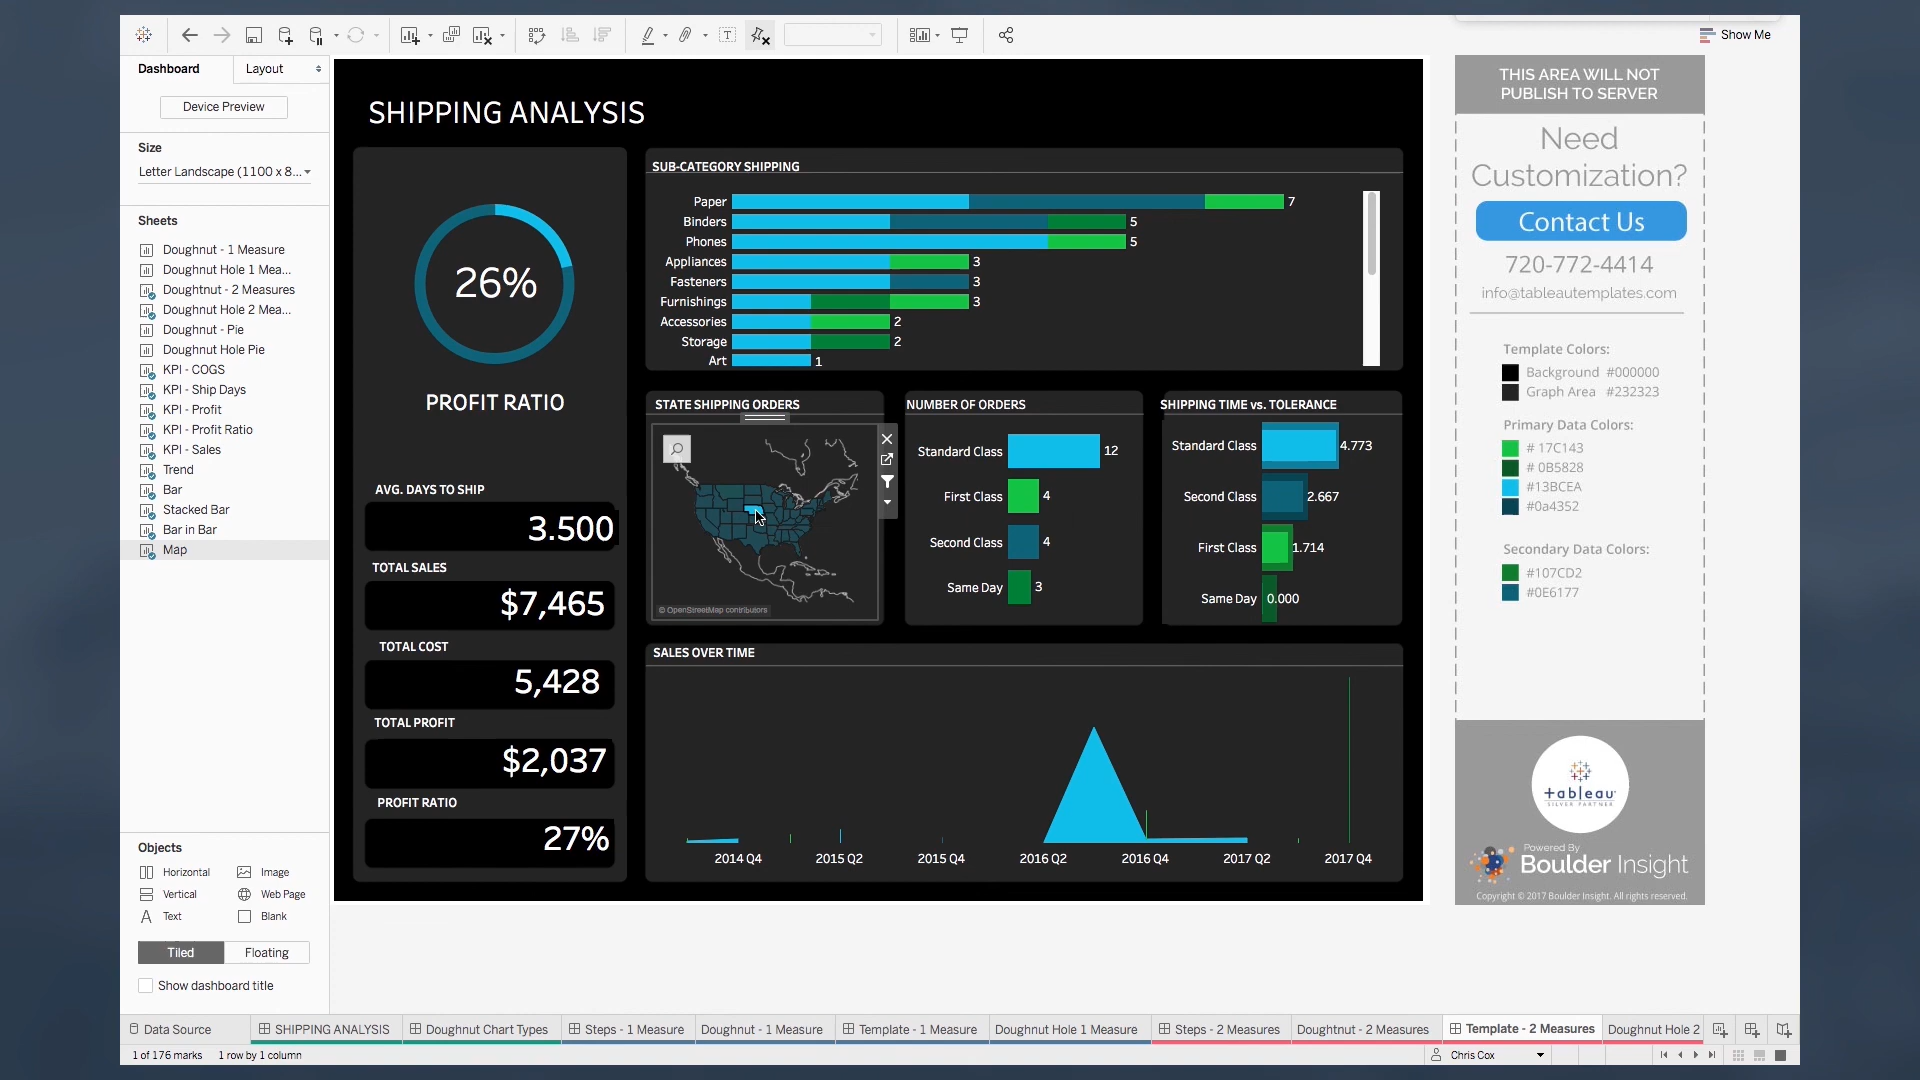 Show Me
Dashboard
Layout
Device Preview
Size
Letter Landscape (1100 x 8...
Sheets
Doughnut - 1 Measure
Doughnut Hole 1 Mea...
Doughtnut - 2 Measures
Doughnut Hole 2 Mea...
Doughnut - Pie
Doughnut Hole Pie
KPI - COGS
KPI - Ship Days
KPI - Profit
KPI - Profit Ratio
KPI - Sales
Trend
Bar
Stacked Bar
Bar in Bar
Map
Objects
Horizontal
Image
Vertical
Web Page
A Text
Blank
Tiled
Floating
Show dashboard title
SHIPPING ANALYSIS
26%
PROFIT RATIO
AVG. DAYS TO SHIP
3.500
TOTAL SALES
$7,465
TOTAL COST
5,428
TOTAL PROFIT
$2,037
PROFIT RATIO
27%
SUB-CATEGORY SHIPPING
Paper 7
Binders 5
Phones 5
Appliances 3
Fasteners 3
Furnishings 3
Accessories 2
Storage 2
Art 1
STATE SHIPPING ORDERS
© OpenStreetMap contributors
NUMBER OF ORDERS
Standard Class 12
First Class 4
Second Class 4
Same Day 3
SHIPPING TIME vs. TOLERANCE
Standard Class 4.773
Second Class 2.667
First Class 1.714
Same Day 0.000
SALES OVER TIME
2014 Q4 2015 Q2 2015 Q4 2016 Q2 2016 Q4 2017 Q2 2017 Q4
THIS AREA WILL NOT
PUBLISH TO SERVER
Need
Customization?
Contact Us
720-772-4414
info@tableautemplates.com
Template Colors:
Background #000000
Graph Area #232323
Primary Data Colors:
# 17C143
# 0B5828
#13BCEA
#0a4352
Secondary Data Colors:
#107CD2
#0E6177
+ableau
SILVER PARTNER
Powered By
Boulder Insight
Copyright © 2017 Boulder Insight. All rights reserved.
Data Source
SHIPPING ANALYSIS
Doughnut Chart Types
Steps - 1 Measure
Doughnut - 1 Measure
Template - 1 Measure
Doughnut Hole 1 Measure
Steps - 2 Measures
Doughtnut - 2 Measures
Template - 2 Measures
Doughnut Hole 2
1 of 176 marks
1 row by 1 column
Chris Cox